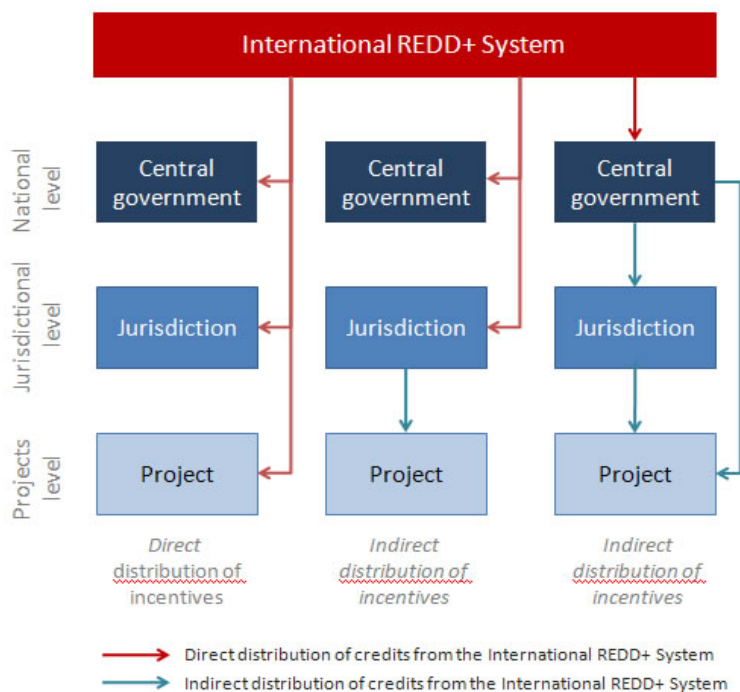 International REDD+ System
National
level
Central
government
Central
government
Central
government
Jurisdictional
level
Jurisdiction
Jurisdiction
Jurisdiction
Projects
level
Project
Project
Project
Direct
distribution of
incentives
Indirect
distribution of
incentives
Indirect
distribution of
incentives
Direct distribution of credits from the International REDD+ System
Indirect distribution of credits from the International REDD+ System